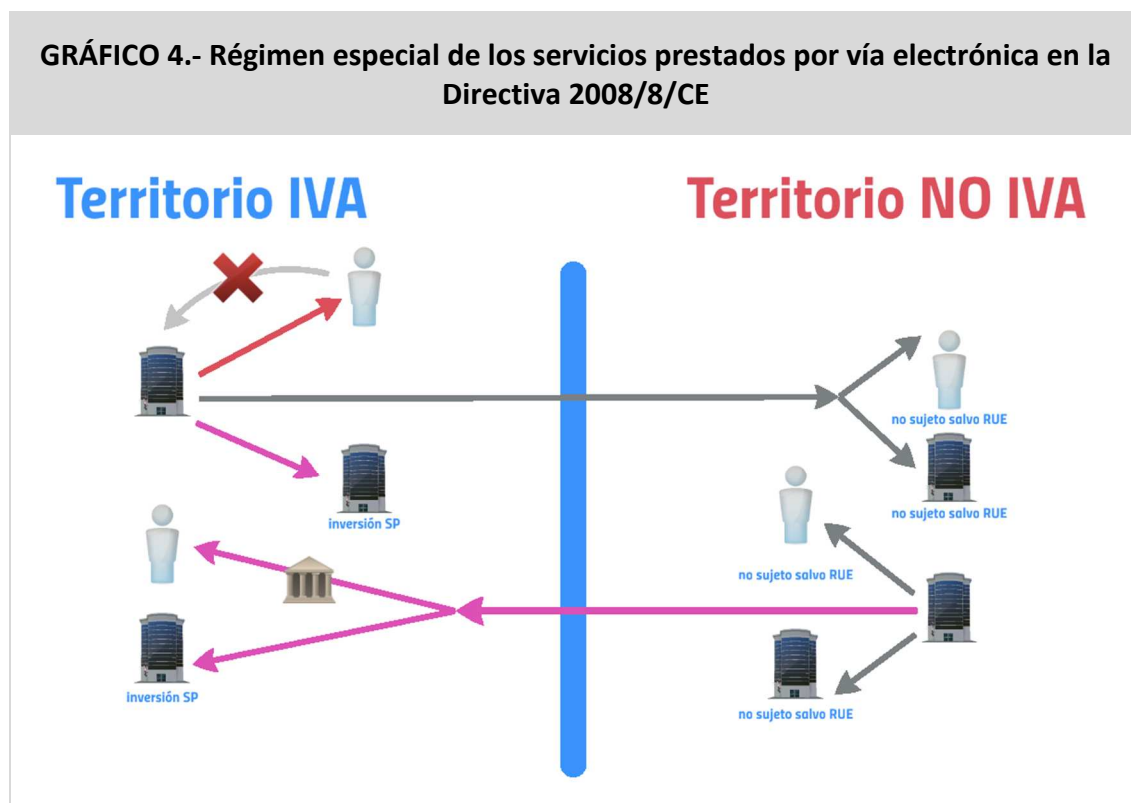 GRÁFICO 4.- Régimen especial de los servicios prestados por vía electrónica en la
Directiva 2008/8/CE
Territorio IVA
Territorio NO IVA
no sujeto salvo RUE
no sujeto salvo RUE
inversión SP
no sujeto salvo RUE
inversión SP
no sujeto salvo RUE